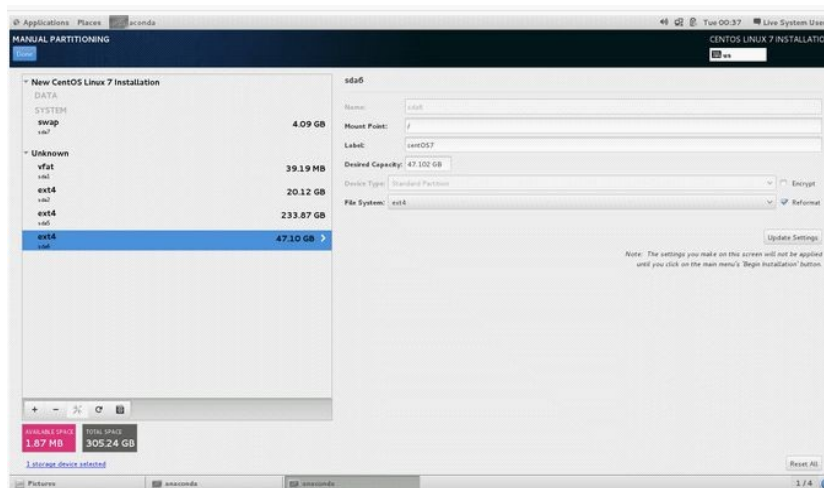 Applications Places anaconda Tue 00:37 Live System User
MANUAL PARTITIONING CENTOS LINUX 7 INSTALLATIO
Done
us
New CentOS Linux 7 Installation
DATA
SYSTEM
swap 4.09 GB
sda7
Unknown
vfat 39.19 MB
sda1
ext4 20.12 GB
sda2
ext4 233.87 GB
sda5
ext4 47.10 GB
sda6
sda6
Name: sda6
Mount Point: /
Label: centOS7
Desired Capacity: 47.102 GB
Device Type: Standard Partition Encrypt
File System: ext4 Reformat
Update Settings
Note: The settings you make on this screen will not be applied
until you click on the main menu's 'Begin Installation' button.
AVAILABLE SPACE
1.87 MB
TOTAL SPACE
305.24 GB
1 storage device selected
Reset All
Pictures anaconda anaconda 1 / 4